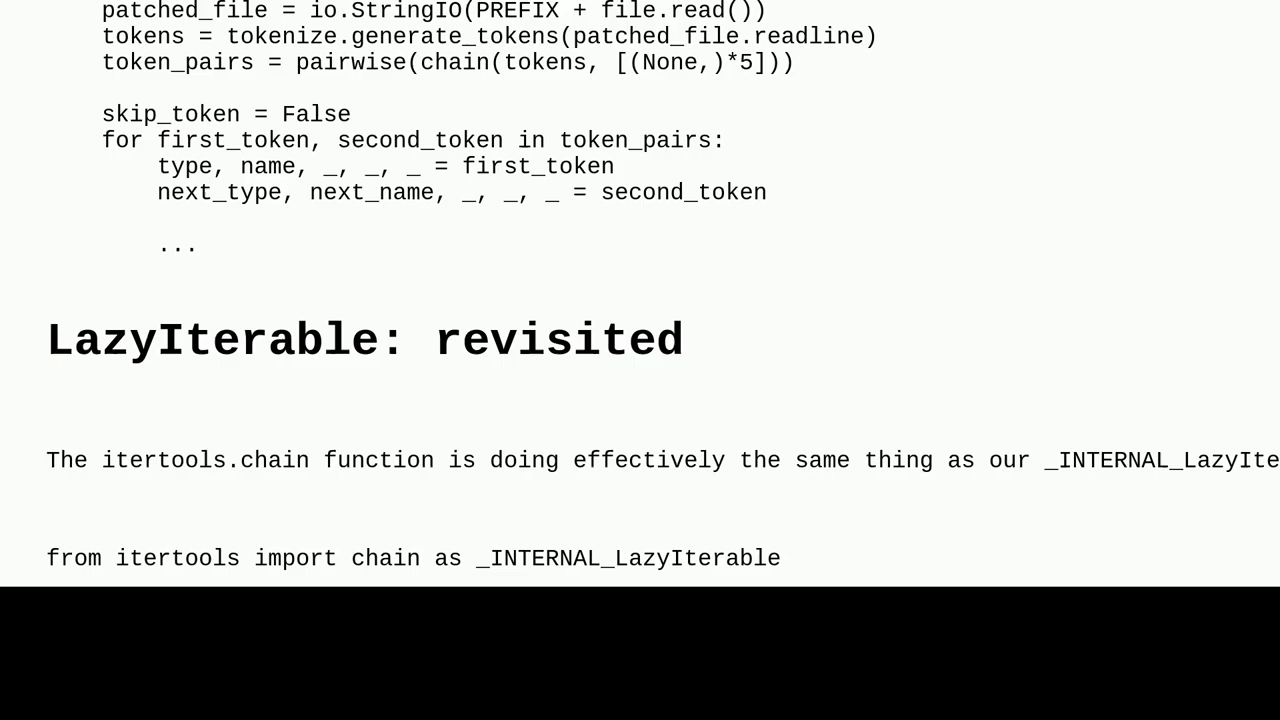 patched_file = io.StringIO(PREFIX + file.read())
tokens = tokenize.generate_tokens(patched_file.readline)
token_pairs = pairwise(chain(tokens, [(None,)*5]))
skip_token = False
for first_token, second_token in token_pairs:
type, name, _, _, _ = first_token
next_type, next_name, _, _, _ = second_token
...
LazyIterable: revisited
The itertools.chain function is doing effectively the same thing as our _INTERNAL_LazyIte
from itertools import chain as _INTERNAL_LazyIterable